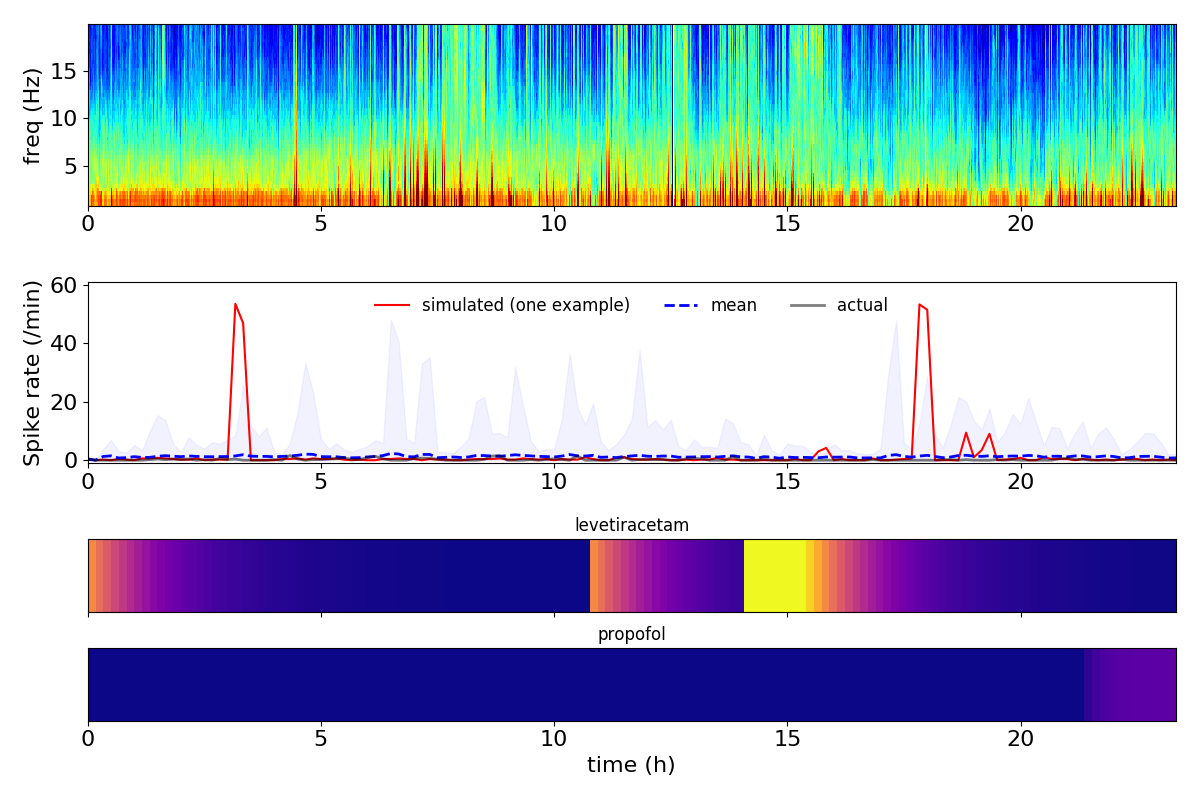 freq (Hz)
15
10
5
0 5 10 15 20
Spike rate (/min)
60
40
20
0
simulated (one example) mean actual
0 5 10 15 20
levetiracetam
propofol
0 5 10 15 20
time (h)